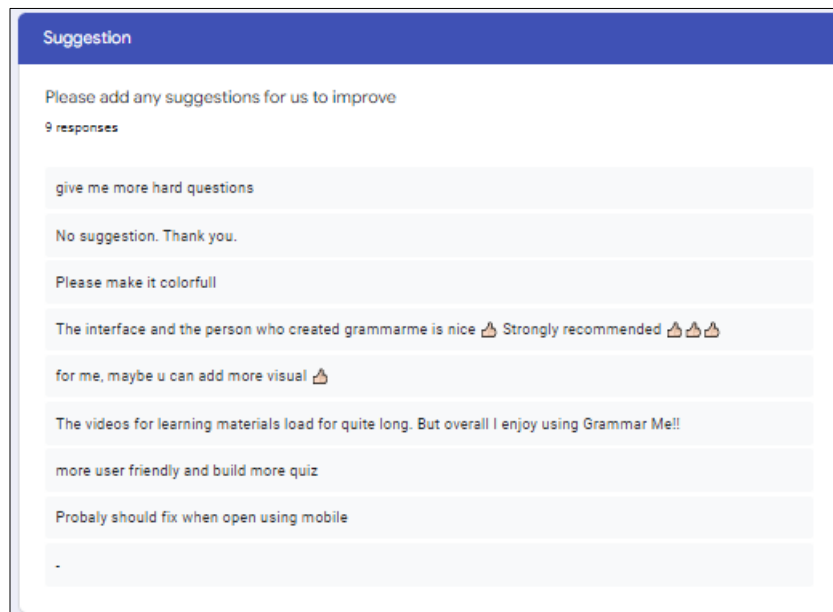 Suggestion
Please add any suggestions for us to improve
9 responses
give me more hard questions
No suggestion. Thank you.
Please make it colorfull
The interface and the person who created grammarme is nice 👍🏻 Strongly recommended 👍🏻👍🏻👍🏻
for me, maybe u can add more visual 👍🏻
The videos for learning materials load for quite long. But overall I enjoy using Grammar Me!!
more user friendly and build more quiz
Probaly should fix when open using mobile
-